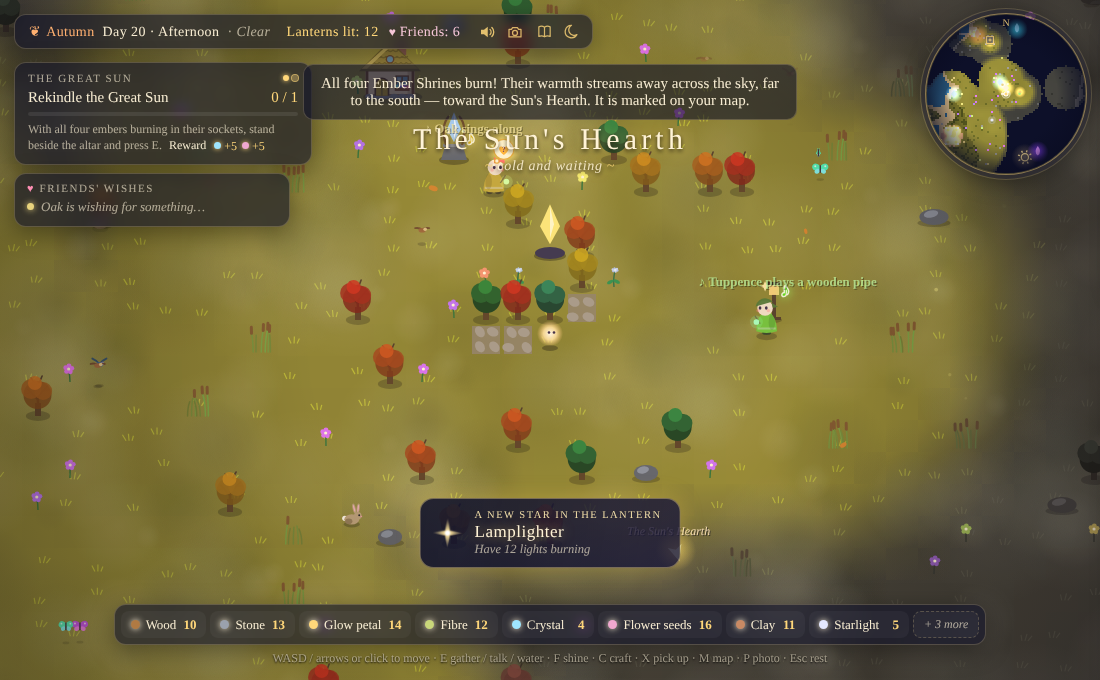 Autumn Day 20 · Afternoon · Clear Lanterns lit: 12 ♥ Friends: 6
N
THE GREAT SUN
Rekindle the Great Sun 0 / 1
With all four embers burning in their sockets, stand
beside the altar and press E. Reward +5 +5
♥ FRIENDS' WISHES
Oak is wishing for something…
All four Ember Shrines burn! Their warmth streams away across the sky, far
to the south — toward the Sun's Hearth. It is marked on your map.
The Sun's Hearth
~ cold and waiting ~
♪ Tuppence plays a wooden pipe
A NEW STAR IN THE LANTERN
Lamplighter
Have 12 lights burning
The Sun's Hearth
Wood 10 Stone 13 Glow petal 14 Fibre 12 Crystal 4 Flower seeds 16 Clay 11 Starlight 5 + 3 more
WASD / arrows or click to move · E gather / talk / water · F shine · C craft · X pick up · M map · P photo · Esc rest